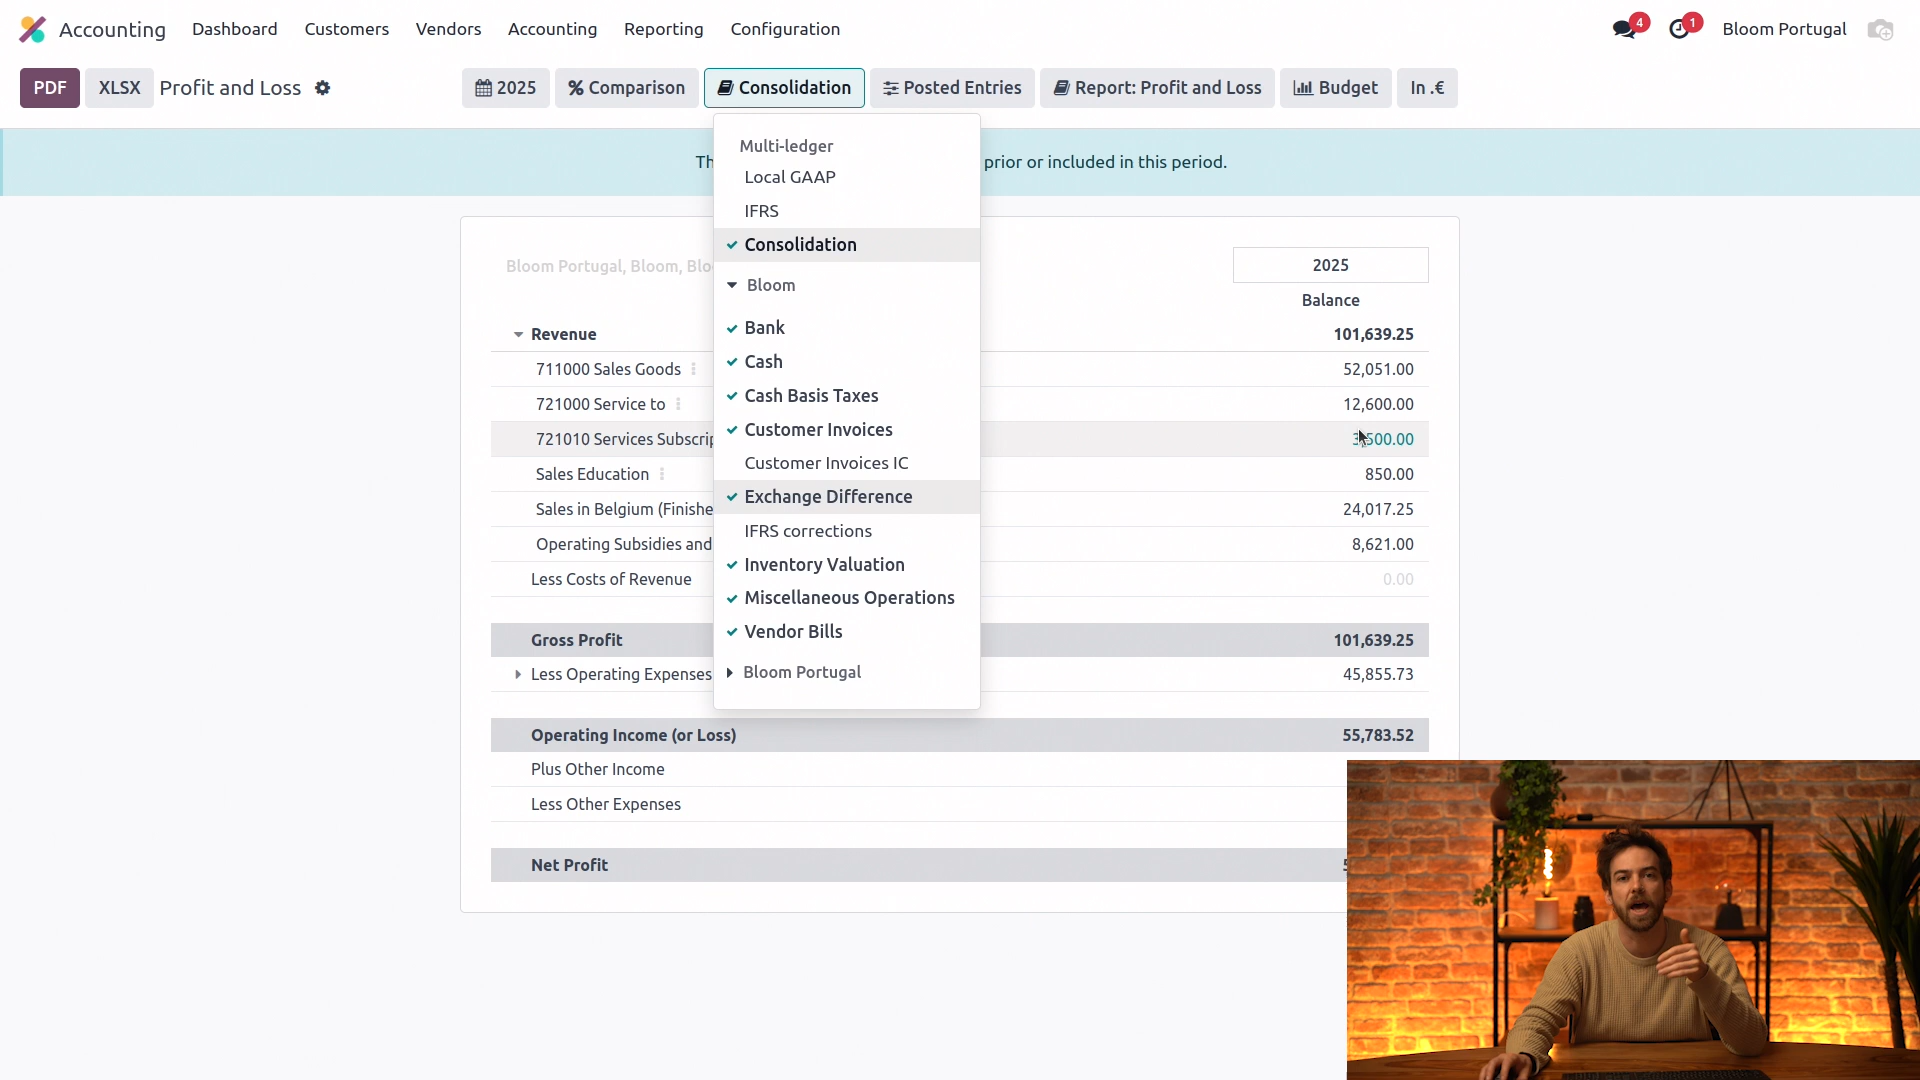 Accounting Dashboard Customers Vendors Accounting Reporting Configuration 4 1 Bloom Portugal
PDF XLSX Profit and Loss 2025 % Comparison Consolidation Posted Entries Report: Profit and Loss Budget In .€
prior or included in this period.
Multi-ledger
Local GAAP
IFRS
Consolidation
Bloom
Bank
Cash
Cash Basis Taxes
Customer Invoices
Customer Invoices IC
Exchange Difference
IFRS corrections
Inventory Valuation
Miscellaneous Operations
Vendor Bills
Bloom Portugal
Bloom Portugal, Bloom,
2025
Balance
Revenue 101,639.25
711000 Sales Goods 52,051.00
721000 Service to 12,600.00
721010 Services
Sales Education 850.00
Sales in Belgium 24,017.25
Operating Subsidies and 8,621.00
Less Costs of Revenue 0.00
Gross Profit 101,639.25
Less Operating Expenses 45,855.73
Operating Income (or Loss) 55,783.52
Plus Other Income
Less Other Expenses
Net Profit